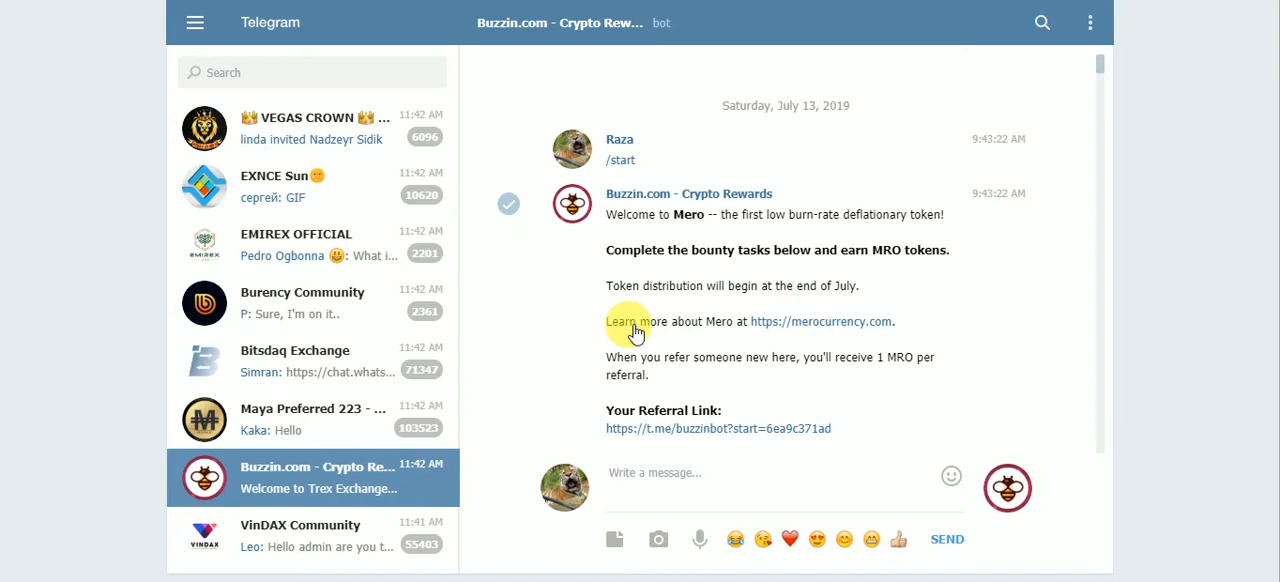 Telegram
Buzzin.com - Crypto Rew... bot
Search
👑 VEGAS CROWN 👑 ... 11:42 AM
linda invited Nadzeyr Sidik 6096
EXNCE Sun🌞 11:42 AM
сергей: GIF 10620
EMIREX OFFICIAL 11:42 AM
Pedro Ogbonna 😀: What i... 2201
Burency Community 11:42 AM
P: Sure, I'm on it.. 2361
Bitsdaq Exchange 11:42 AM
Simran: https://chat.whats... 71347
Maya Preferred 223 - ... 11:42 AM
Kaka: Hello 103523
Buzzin.com - Crypto Re... 11:42 AM
Welcome to Trex Exchange...
VinDAX Community 11:41 AM
Leo: Hello admin are you t... 55403
EMIREX
VINDAX
Saturday, July 13, 2019
Raza 9:43:22 AM
/start
Buzzin.com - Crypto Rewards 9:43:22 AM
Welcome to Mero -- the first low burn-rate deflationary token!
Complete the bounty tasks below and earn MRO tokens.
Token distribution will begin at the end of July.
Learn more about Mero at https://merocurrency.com.
When you refer someone new here, you'll receive 1 MRO per
referral.
Your Referral Link:
https://t.me/buzzinbot?start=6ea9c371ad
Write a message...
SEND